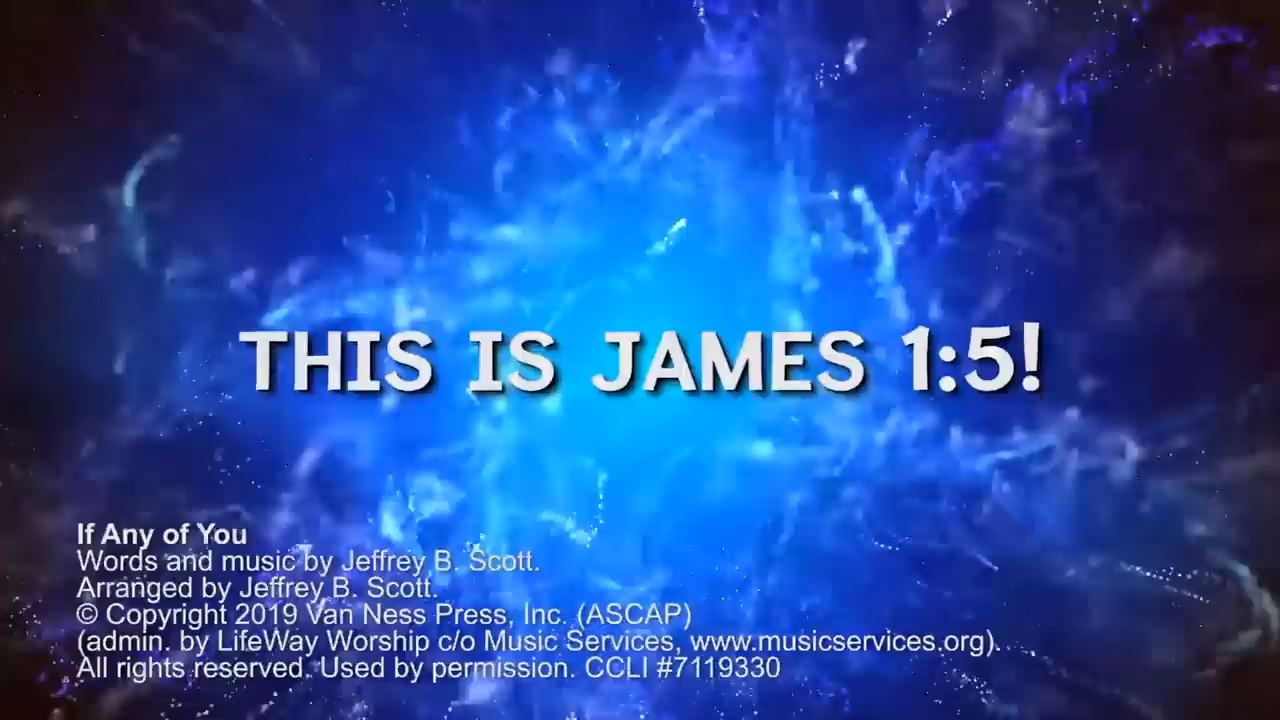 THIS IS JAMES 1:5!
If Any of You
Words and music by Jeffrey B. Scott.
Arranged by Jeffrey B. Scott.
© Copyright 2019 Van Ness Press, Inc. (ASCAP)
(admin. by LifeWay Worship c/o Music Services, www.musicservices.org).
All rights reserved. Used by permission. CCLI #7119330